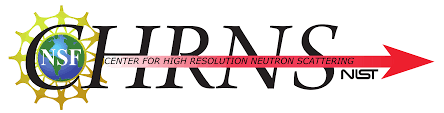 CHRNS
NSF
CENTER FOR HIGH RESOLUTION NEUTRON SCATTERING
NIST